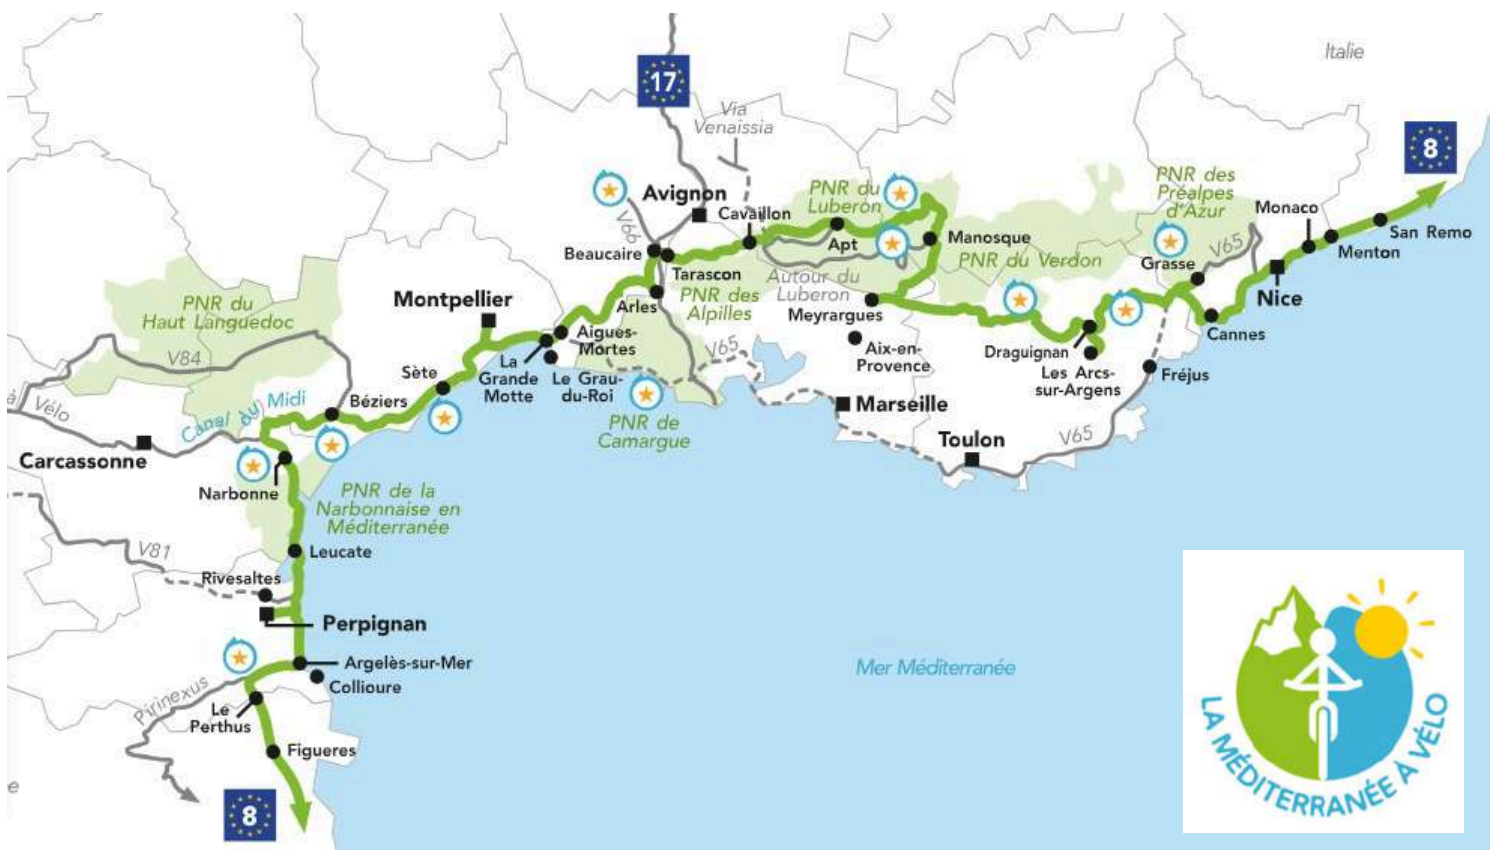 Italie
17
Via
Venaissia
8
PNR des
Préalpes
d'Azur
PNR du
Luberon
Avignon
Cavaillon
V66
Monaco
San Remo
Menton
V65
Grasse
Nice
Cannes
Beaucaire
Tarascon
Apt
Manosque
PNR du Verdon
Autour du
Luberon
Meyrargues
PNR des
Alpilles
Arles
Montpellier
PNR du
Haut Languedoc
Aigues-
Mortes
La
Grande
Motte
Le Grau-
du-Roi
V65
Aix-en-
Provence
Draguignan
Les Arcs-
sur-Argens
Fréjus
V84
Sète
à
Vélo
Canal du Midi
Béziers
PNR de
Camargue
Marseille
Toulon
V65
Carcassonne
Narbonne
PNR de la
Narbonnaise en
Méditerranée
V81
Leucate
Rivesaltes
Perpignan
Argelès-sur-Mer
Collioure
Pirinexus
Le
Perthus
Figueres
Mer Méditerranée
e
8
LA MÉDITERRANÉE À VÉLO